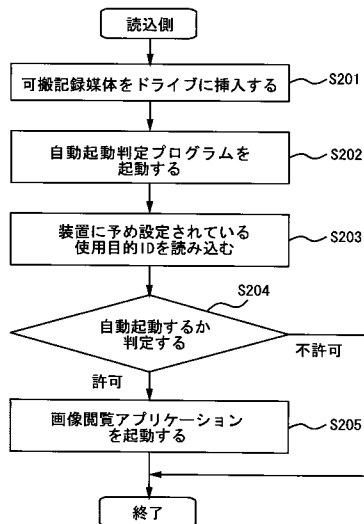 読込側
可搬記録媒体をドライブに挿入する
S201
自動起動判定プログラムを
起動する
S202
装置に予め設定されている
使用目的IDを読み込む
S203
S204
自動起動するか
判定する
不許可
許可
画像閲覧アプリケーション
を起動する
S205
終了